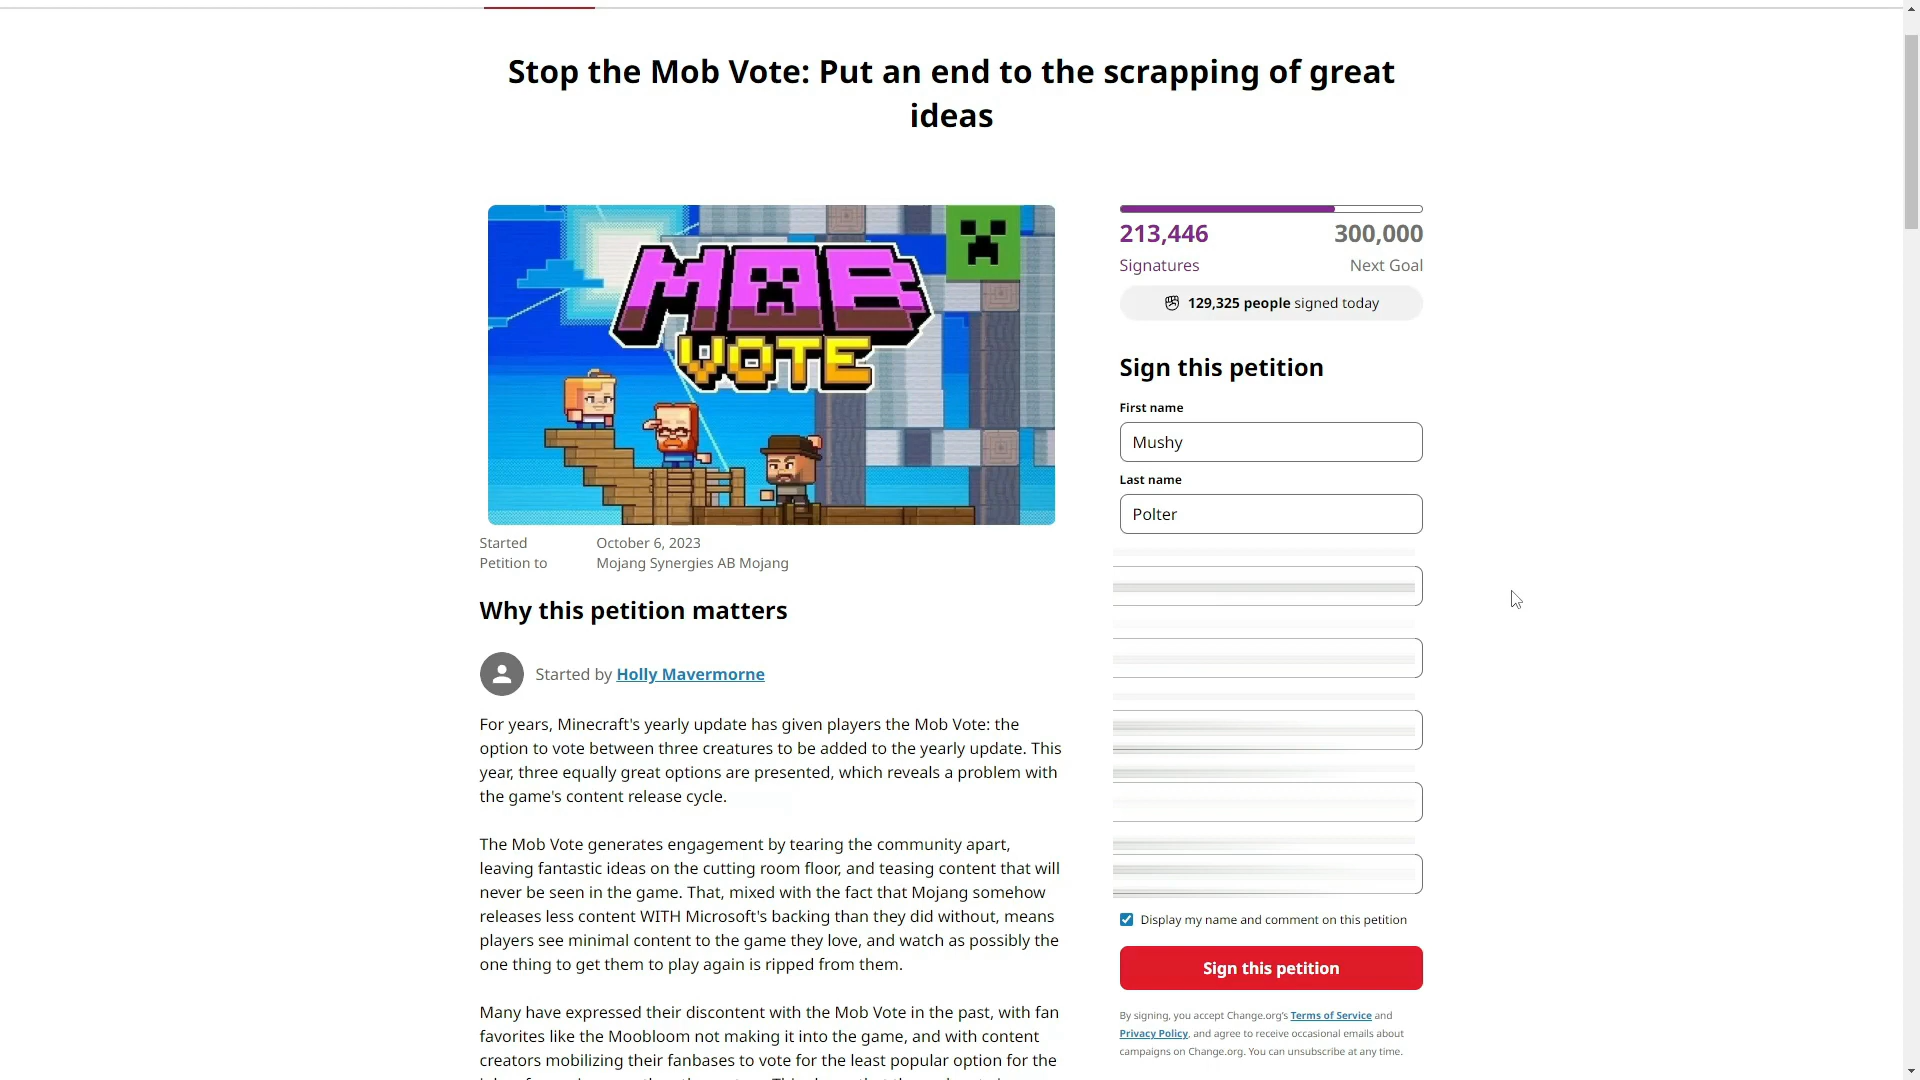 Stop the Mob Vote: Put an end to the scrapping of great
ideas
MOB
VOTE
Started October 6, 2023
Petition to Mojang Synergies AB Mojang
Why this petition matters
Started by Holly Mavermorne
For years, Minecraft's yearly update has given players the Mob Vote: the
option to vote between three creatures to be added to the yearly update. This
year, three equally great options are presented, which reveals a problem with
the game's content release cycle.
The Mob Vote generates engagement by tearing the community apart,
leaving fantastic ideas on the cutting room floor, and teasing content that will
never be seen in the game. That, mixed with the fact that Mojang somehow
releases less content WITH Microsoft's backing than they did without, means
players see minimal content to the game they love, and watch as possibly the
one thing to get them to play again is ripped from them.
Many have expressed their discontent with the Mob Vote in the past, with fan
favorites like the Moobloom not making it into the game, and with content
creators mobilizing their fanbases to vote for the least popular option for the
213,446 300,000
Signatures Next Goal
129,325 people signed today
Sign this petition
First name
Mushy
Last name
Polter
Display my name and comment on this petition
Sign this petition
By signing, you accept Change.org's Terms of Service and
Privacy Policy, and agree to receive occasional emails about
campaigns on Change.org. You can unsubscribe at any time.